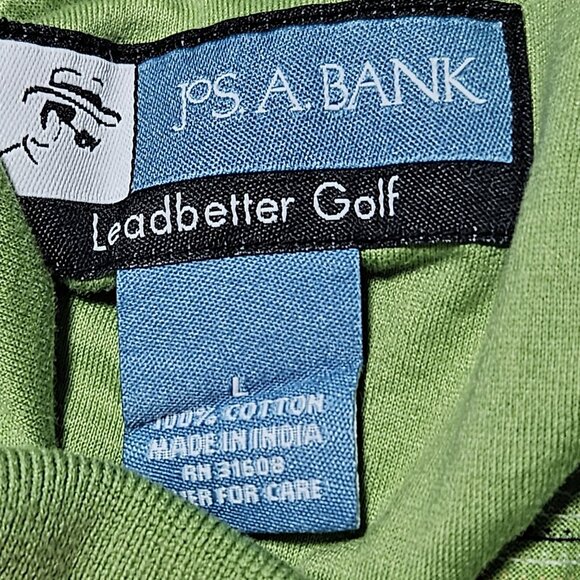 JOS. A. BANK
Leadbetter Golf
L
100% COTTON
MADE IN INDIA
RN 31608
FOR CARE